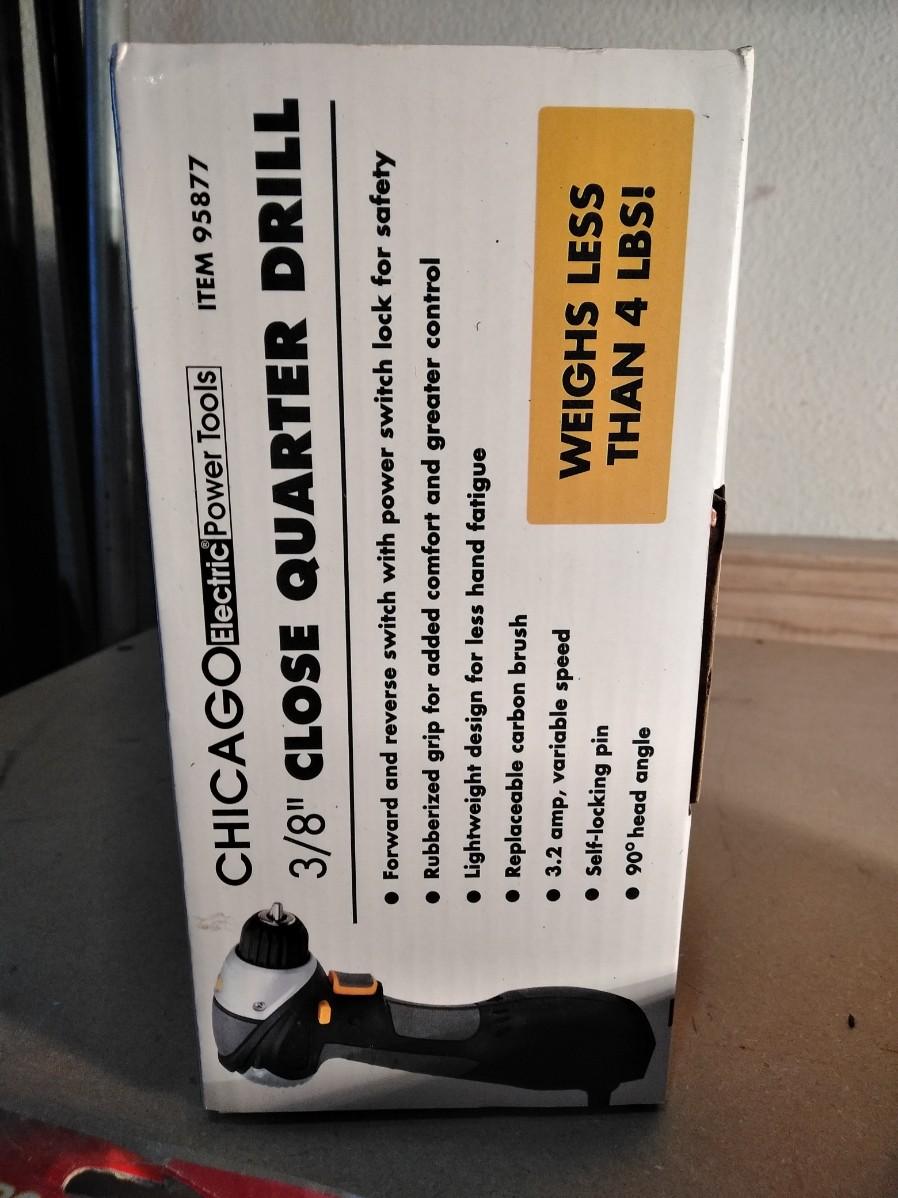 CHICAGO Electric® Power Tools ITEM 95877
3/8" CLOSE QUARTER DRILL
● Forward and reverse switch with power switch lock for safety
● Rubberized grip for added comfort and greater control
● Lightweight design for less hand fatigue
● Replaceable carbon brush
● 3.2 amp, variable speed
● Self-locking pin
● 90° head angle
WEIGHS LESS
THAN 4 LBS!